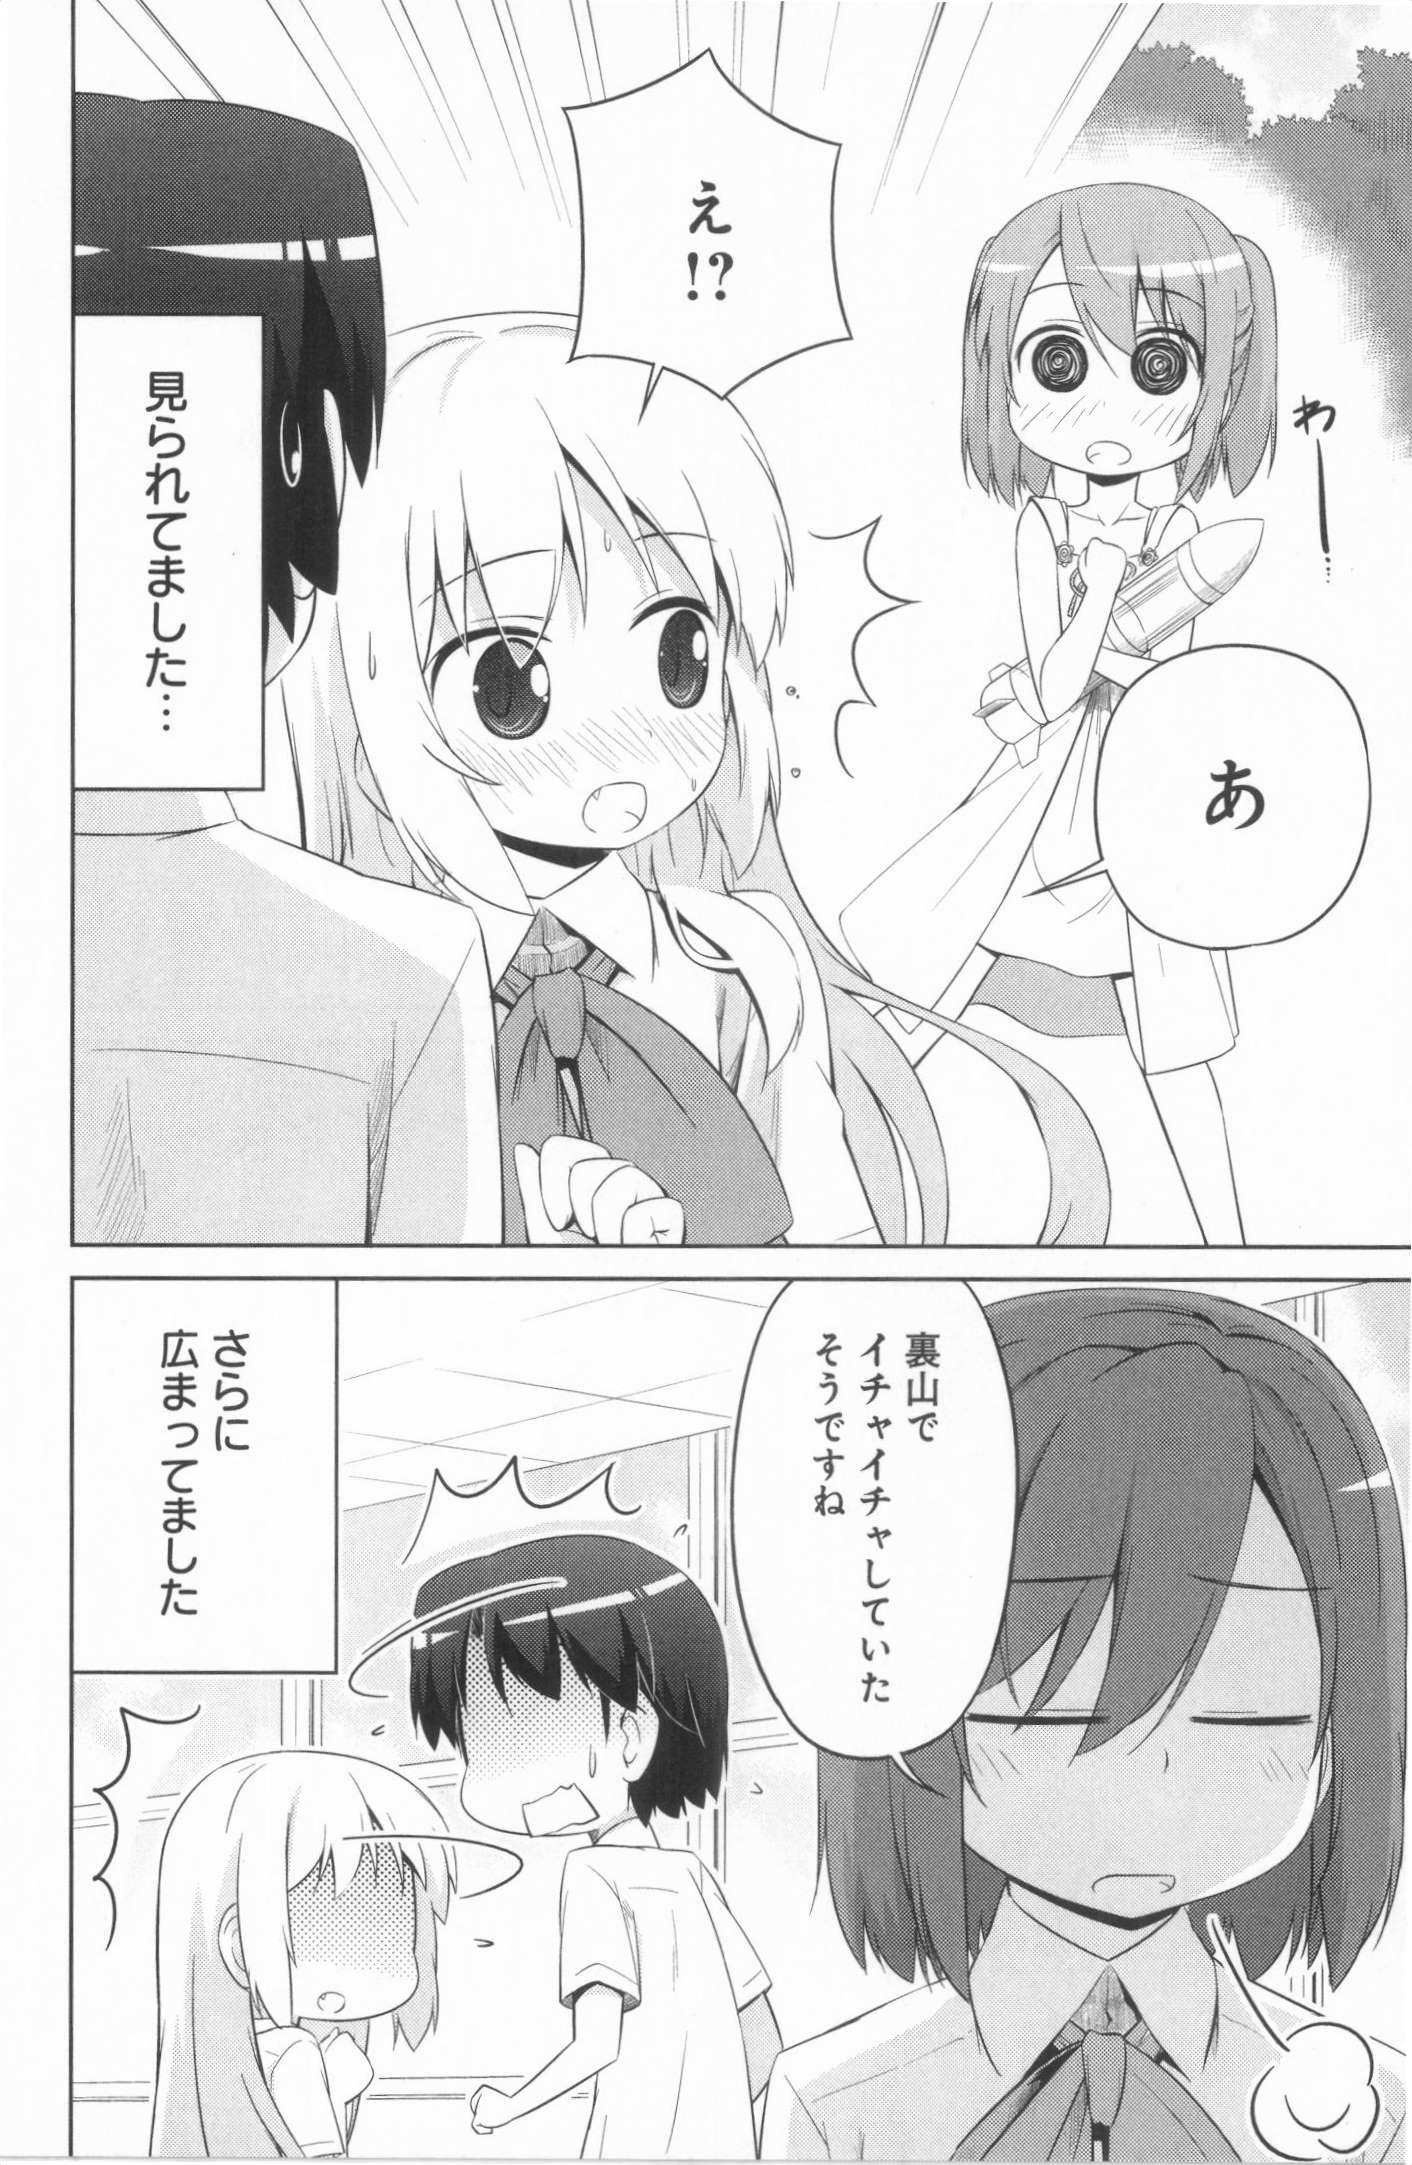 わー…
あ
え!?
見られてました…
裏山で
イチャイチャしていた
そうですね
さらに
広まってました